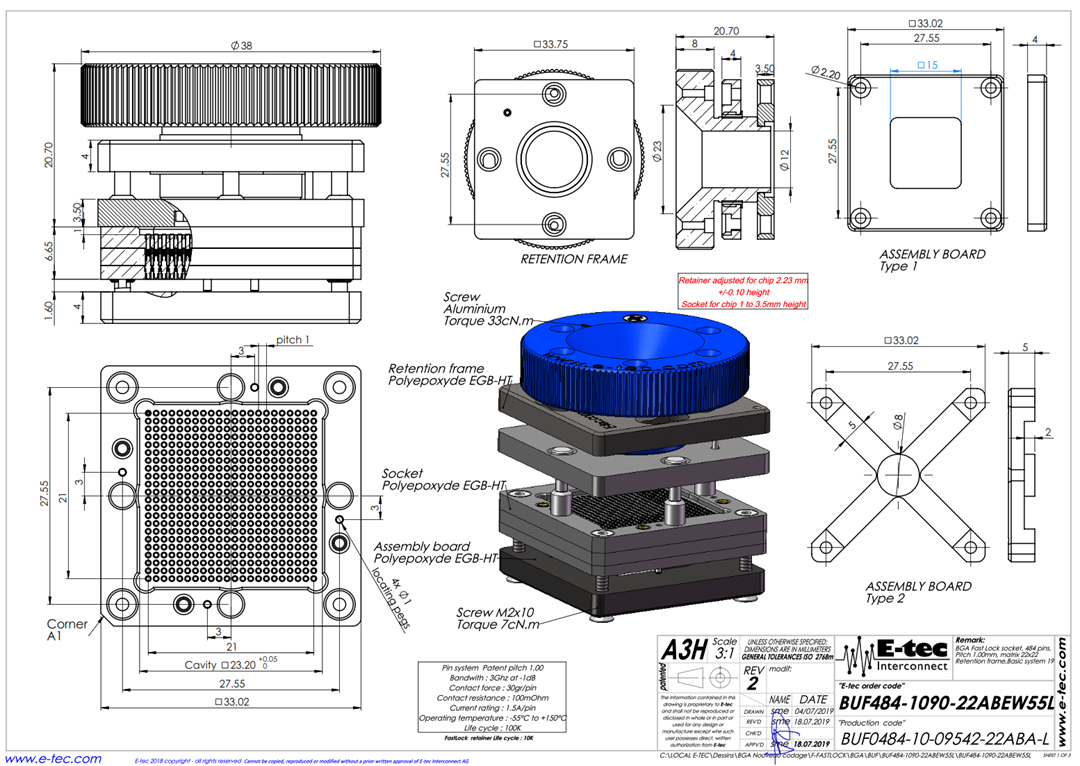 Ø38
20.70
4
3.50
1
6.65
1.60
4
□33.75
27.55
RETENTION FRAME
20.70
8
4
3.50
Ø23
Ø12
□33.02
27.55
□15
Ø2.20
27.55
4
ASSEMBLY BOARD
Type 1
Retainer adjusted for chip 2.23 mm
+/-0.10 height
Socket for chip 1 to 3.5mm height
Screw
Aluminium
Torque 33cN.m
Retention frame
Polyepoxyde EGB-HT
Socket
Polyepoxyde EGB-HT
Assembly board
Polyepoxyde EGB-HT
Screw M2x10
Torque 7cN.m
pitch 1
3
27.55
21
3
3
4x Ø1
locating pegs
Corner
A1
3
21
Cavity □23.20 +0.05 0
27.55
□33.02
□33.02
27.55
5
Ø8
5
2
ASSEMBLY BOARD
Type 2
Pin system Patent pitch 1.00
Bandwith : 3Ghz at -1dB
Contact force : 30gr/pin
Contact resistance : 100mOhm
Current rating : 1.5A/pin
Operating temperature : -55°C to +150°C
Life cycle : 100K
FastLock retainer Life cycle : 10K
A3H
Scale
3:1
UNLESS OTHERWISE SPECIFIED:
DIMENSIONS ARE IN MILLIMETERS
GENERAL TOLERANCES ISO 2768m
patented
REV
2
modif:
The information contained in this
drawing is proprietary to E-tec
and shall not be reproduced or
disclosed in whole or in part or
used for any design or
manufacture except when such
user possesses direct, written
authorization from E-tec
NAME DATE
DRAWN sme 04/07/2019
REV'D sme 18.07.2019
CHK'D
APPV'D sme 18.07.2019
E-tec
Interconnect
Remark:
BGA Fast Lock socket, 484 pins,
Pitch 1.00mm, matrix 22x22
Retention frame,Basic system 19
"E-tec order code"
BUF484-1090-22ABEW55L
"Production code"
BUF0484-10-09542-22ABA-L
www.e-tec.com
C:\LOCAL E-TEC\Dessins\BGA Nouveau codage\F-FASTLOCK\BGA\BUF\BUF484-1090-22ABEW55L\BUF484-1090-22ABEW55L
SHEET 1 OF 3
www.e-tec.com
E-tec 2018 copyright - all rights reserved Cannot be copied, reproduced or modified without a prior written approval of E-tec Interconnect AG